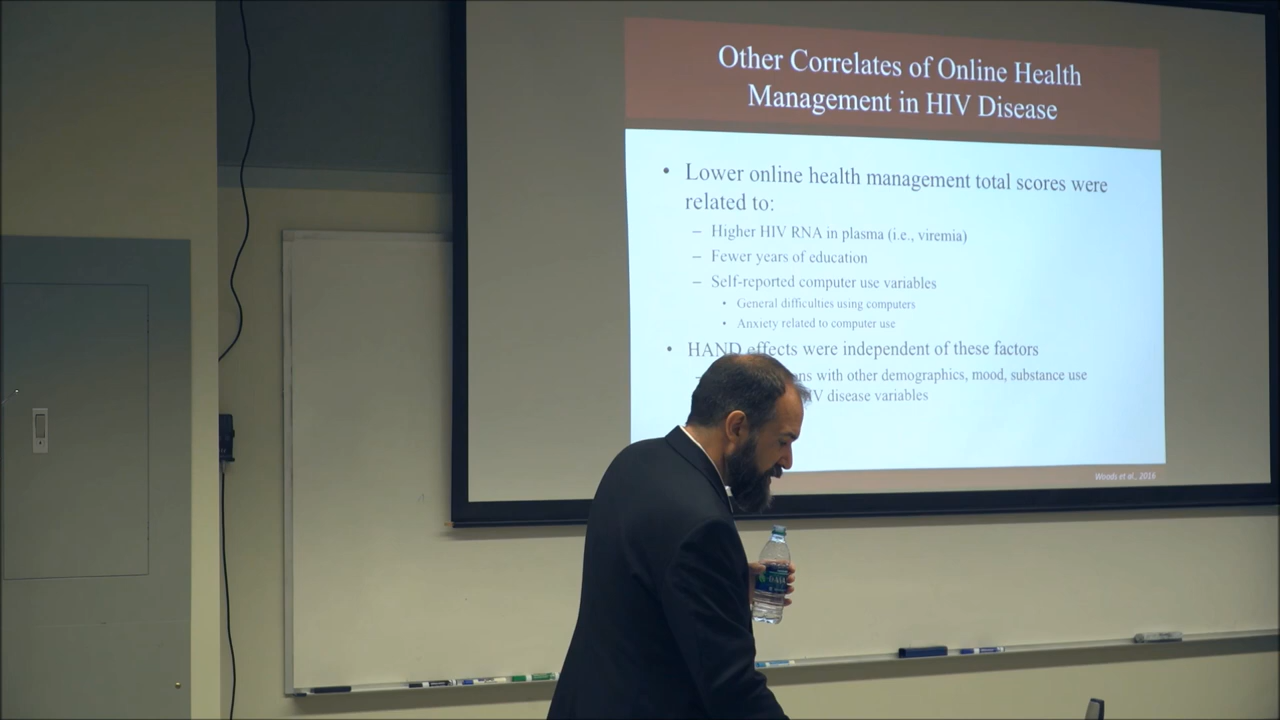 Other Correlates of Online Health
Management in HIV Disease
• Lower online health management total scores were
related to:
– Higher HIV RNA in plasma (i.e., viremia)
– Fewer years of education
– Self-reported computer use variables
• General difficulties using computers
• Anxiety related to computer use
• HAND effects were independent of these factors
– with other demographics, mood, substance use
disease variables
Woods et al., 2016